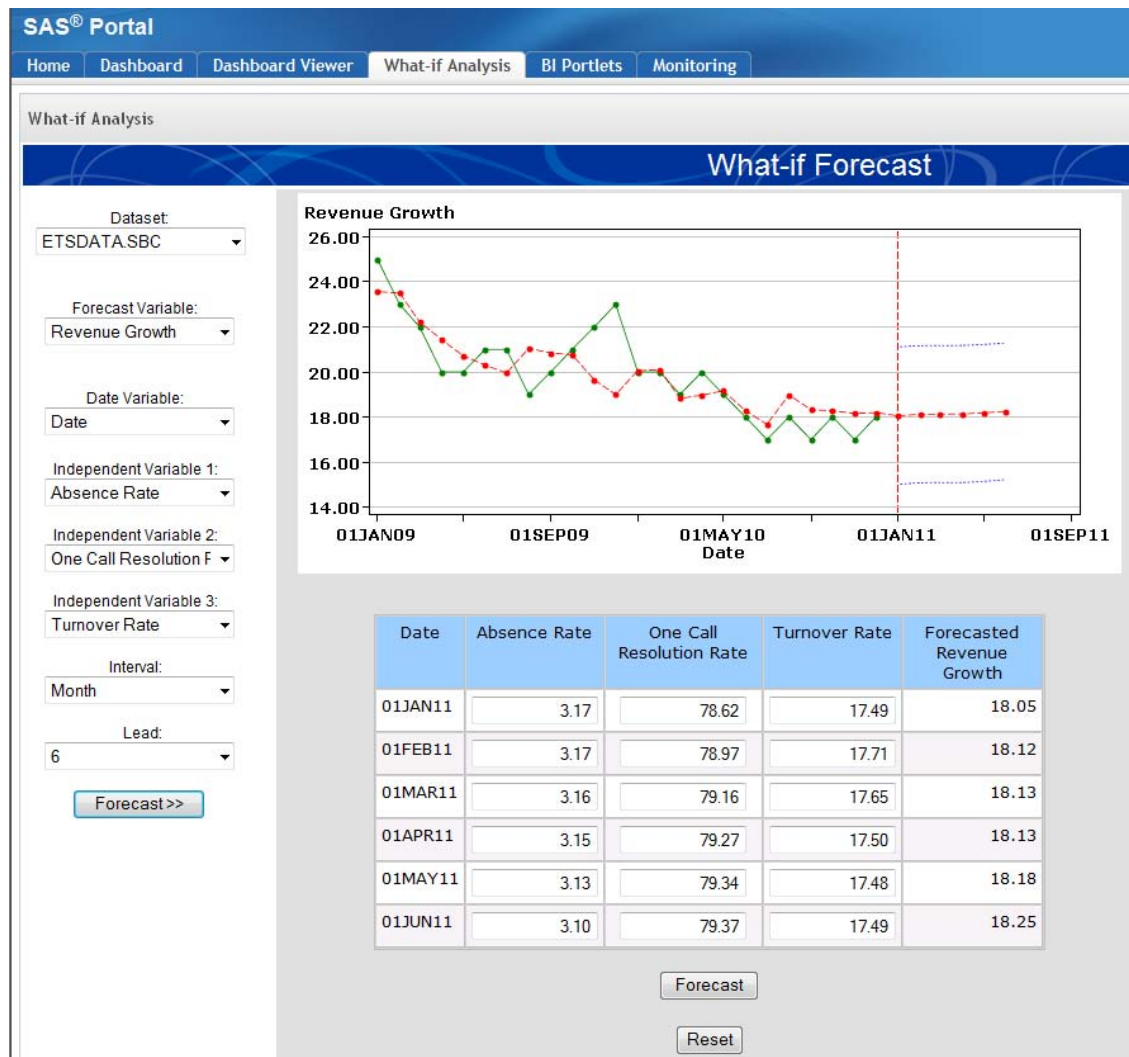 SAS® Portal
Home Dashboard Dashboard Viewer What-if Analysis BI Portlets Monitoring
What-if Analysis
What-if Forecast
Dataset:
ETSDATA.SBC
Forecast Variable:
Revenue Growth
Date Variable:
Date
Independent Variable 1:
Absence Rate
Independent Variable 2:
One Call Resolution F
Independent Variable 3:
Turnover Rate
Interval:
Month
Lead:
6
Forecast>>
Revenue Growth
26.00
24.00
22.00
20.00
18.00
16.00
14.00
01JAN09 01SEP09 01MAY10 01JAN11 01SEP11
Date
Date Absence Rate One Call Resolution Rate Turnover Rate Forecasted Revenue Growth
01JAN11 3.17 78.62 17.49 18.05
01FEB11 3.17 78.97 17.71 18.12
01MAR11 3.16 79.16 17.65 18.13
01APR11 3.15 79.27 17.50 18.13
01MAY11 3.13 79.34 17.48 18.18
01JUN11 3.10 79.37 17.49 18.25
Forecast
Reset